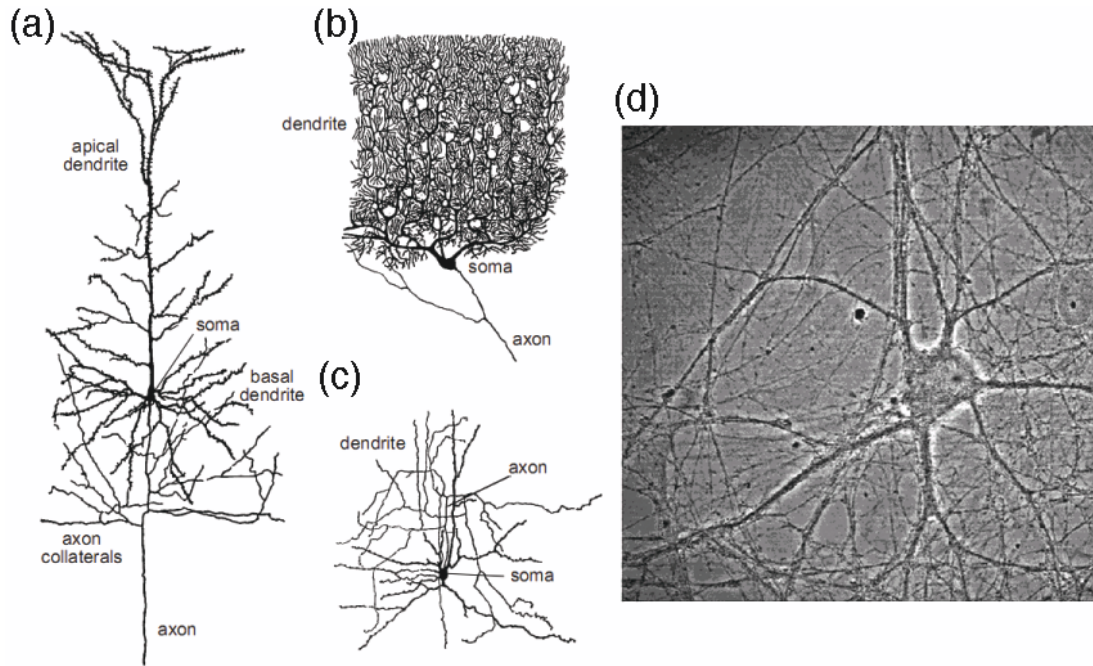 (a)
apical
dendrite
soma
basal
dendrite
axon
collaterals
axon
(b)
dendrite
soma
axon
(c)
dendrite
axon
soma
(d)